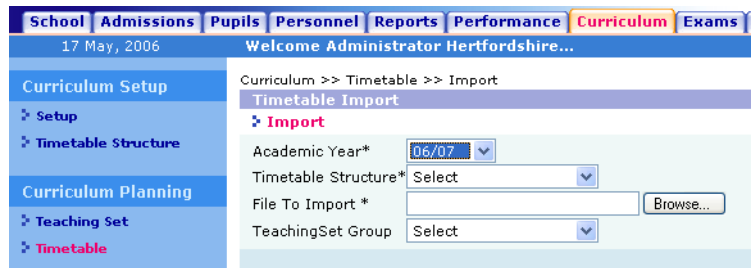 School Admissions Pupils Personnel Reports Performance Curriculum Exams
17 May, 2006 Welcome Administrator Hertfordshire...
Curriculum Setup
Setup
Timetable Structure
Curriculum Planning
Teaching Set
Timetable
Curriculum >> Timetable >> Import
Timetable Import
Import
Academic Year* 06/07
Timetable Structure* Select
File To Import * Browse...
TeachingSet Group Select